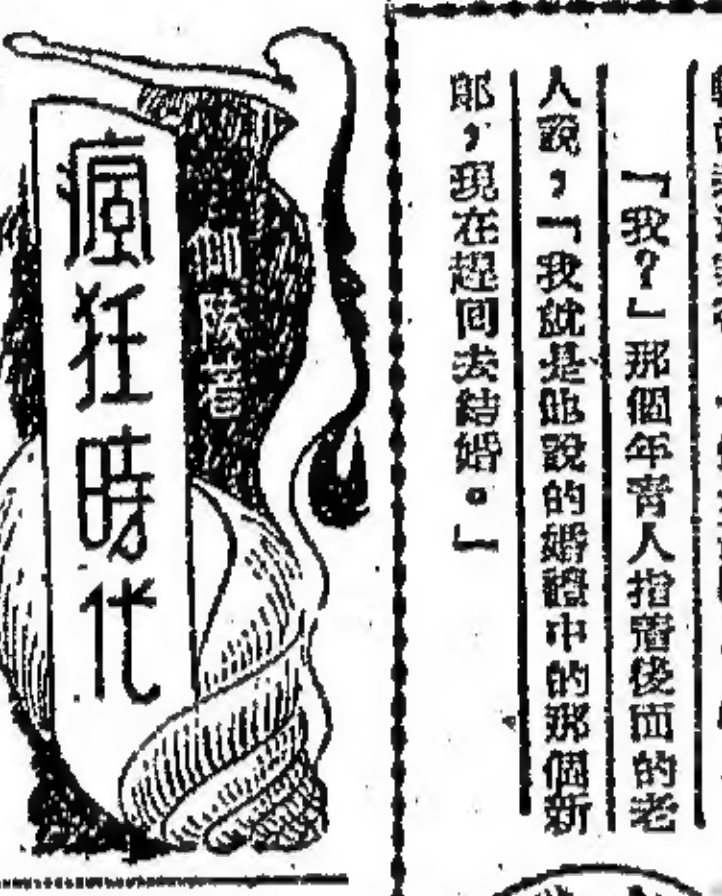 『我？』那個年青人指着後面的老
人說，『我就是他說的婚禮中的那個新
郎，現在趕回去結婚。』
瘋狂時代
仰陵著